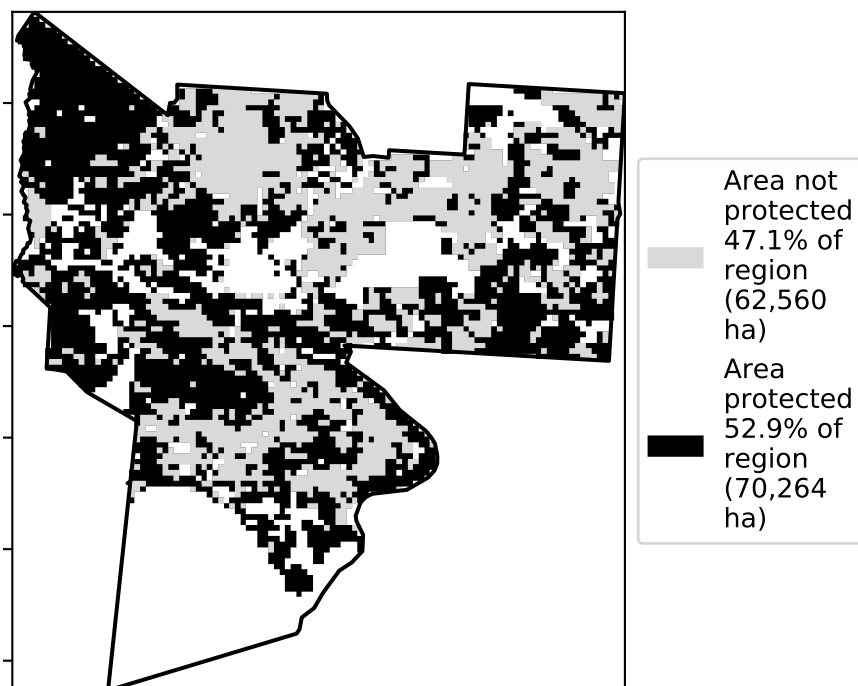 Area not
protected
47.1% of
region
(62,560
ha)
Area
protected
52.9% of
region
(70,264
ha)